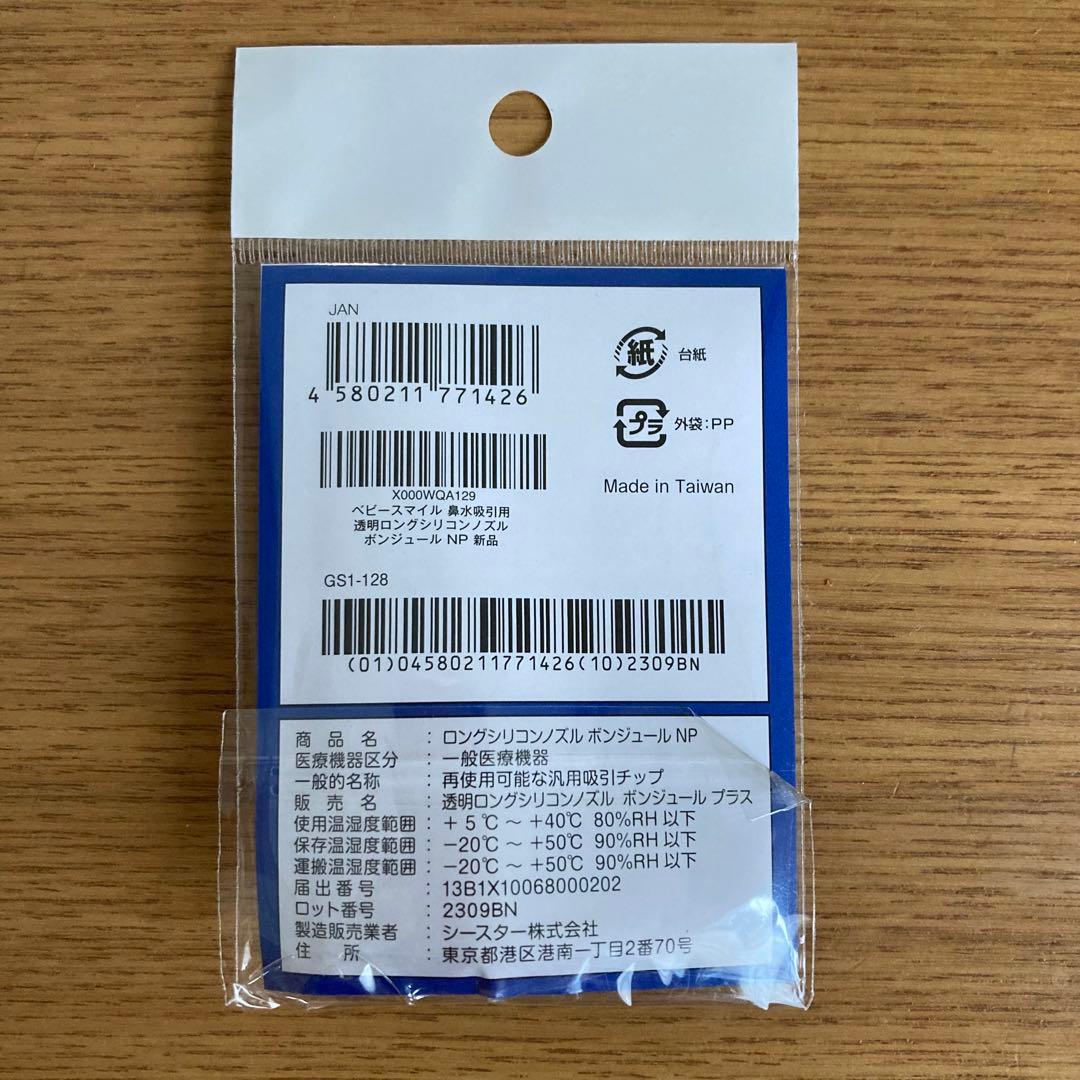 JAN
4 580211 771426
紙 台紙
プラ 外袋:PP
Made in Taiwan
X000WQA129
ベビースマイル 鼻水吸引用
透明ロングシリコンノズル
ボンジュール NP 新品
GS1-128
(01)04580211771426(10)2309BN
商品名 : ロングシリコンノズル ボンジュール NP
医療機器区分 : 一般医療機器
一般的名称 : 再使用可能な汎用吸引チップ
販売名 : 透明ロングシリコンノズル ボンジュール プラス
使用温湿度範囲 : +5℃ ~ +40℃ 80%RH以下
保存温湿度範囲 : -20℃ ~ +50℃ 90%RH以下
運搬温湿度範囲 : -20℃ ~ +50℃ 90%RH以下
届出番号 : 13B1X10068000202
ロット番号 : 2309BN
製造販売業者 : シースター株式会社
住所 : 東京都港区港南一丁目2番70号